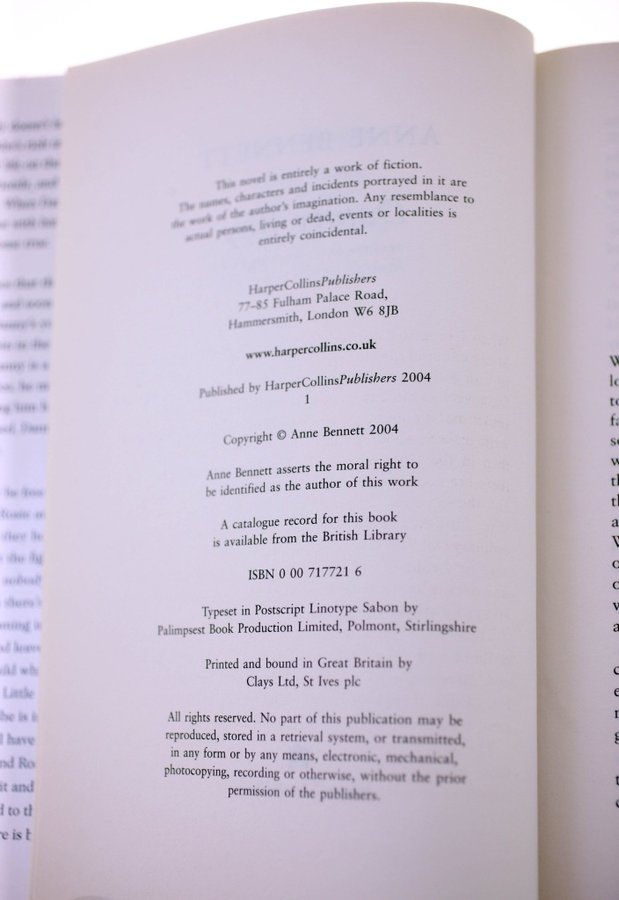 This novel is entirely a work of fiction.
The names, characters and incidents portrayed in it are
the work of the author's imagination. Any resemblance to
actual persons, living or dead, events or localities is
entirely coincidental.
HarperCollinsPublishers
77–85 Fulham Palace Road,
Hammersmith, London W6 8JB
www.harpercollins.co.uk
Published by HarperCollinsPublishers 2004
1
Copyright © Anne Bennett 2004
Anne Bennett asserts the moral right to
be identified as the author of this work
A catalogue record for this book
is available from the British Library
ISBN 0 00 717721 6
Typeset in Postscript Linotype Sabon by
Palimpsest Book Production Limited, Polmont, Stirlingshire
Printed and bound in Great Britain by
Clays Ltd, St Ives plc
All rights reserved. No part of this publication may be
reproduced, stored in a retrieval system, or transmitted,
in any form or by any means, electronic, mechanical,
photocopying, recording or otherwise, without the prior
permission of the publishers.